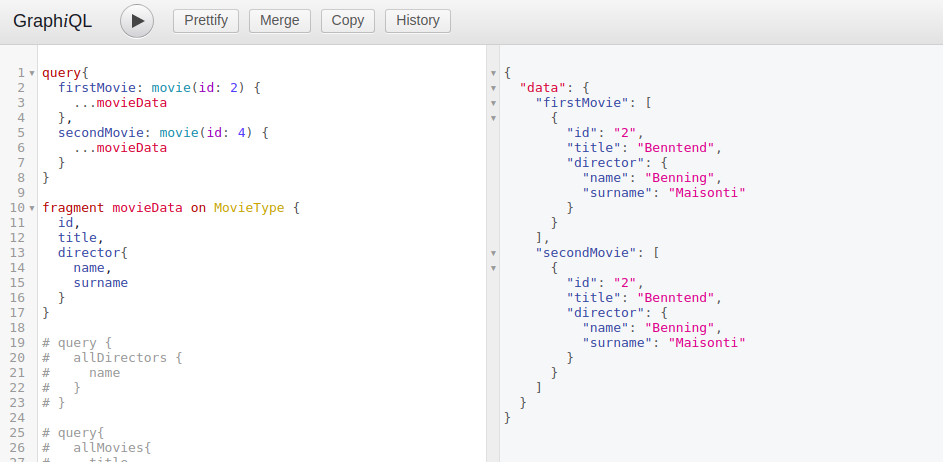 GraphiQL Prettify Merge Copy History
1 query{
2   firstMovie: movie(id: 2) {
3     ...movieData
4   },
5   secondMovie: movie(id: 4) {
6     ...movieData
7   }
8 }
9
10 fragment movieData on MovieType {
11   id,
12   title,
13   director{
14     name,
15     surname
16   }
17 }
18
19 # query {
20 #   allDirectors {
21 #     name
22 #   }
23 # }
24
25 # query{
26 #   allMovies{
27 #     title
{
  "data": {
    "firstMovie": [
      {
        "id": "2",
        "title": "Benntend",
        "director": {
          "name": "Benning",
          "surname": "Maisonti"
        }
      }
    ],
    "secondMovie": [
      {
        "id": "2",
        "title": "Benntend",
        "director": {
          "name": "Benning",
          "surname": "Maisonti"
        }
      }
    ]
  }
}